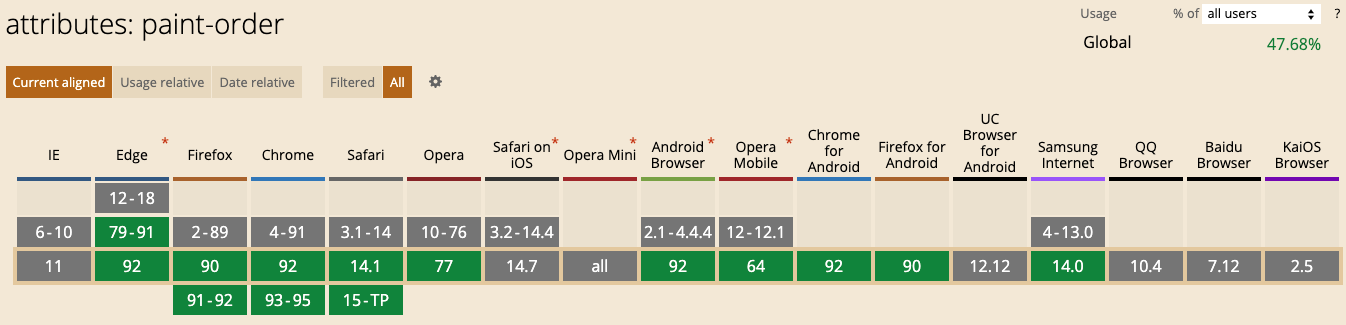 attributes: paint-order
Usage % of all users ?
Global 47.68%
Current aligned Usage relative Date relative Filtered All
IE Edge * Firefox Chrome Safari Opera Safari on iOS * Opera Mini * Android Browser * Opera Mobile * Chrome for Android Firefox for Android UC Browser for Android Samsung Internet QQ Browser Baidu Browser KaiOS Browser
12-18
6-10 79-91 2-89 4-91 3.1-14 10-76 3.2-14.4 2.1-4.4.4 12-12.1 4-13.0
11 92 90 92 14.1 77 14.7 all 92 64 92 90 12.12 14.0 10.4 7.12 2.5
91-92 93-95 15-TP